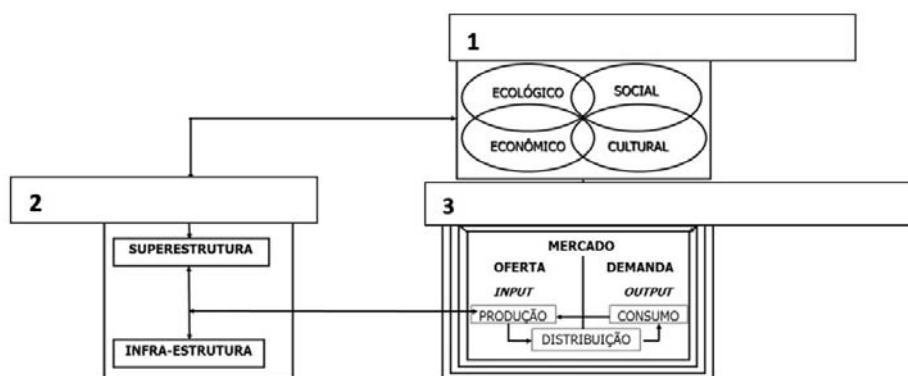 1
ECOLÓGICO SOCIAL
ECONÔMICO CULTURAL
2
SUPERESTRUTURA
INFRA-ESTRUTURA
3
MERCADO
OFERTA DEMANDA
INPUT OUTPUT
PRODUÇÃO CONSUMO
DISTRIBUIÇÃO